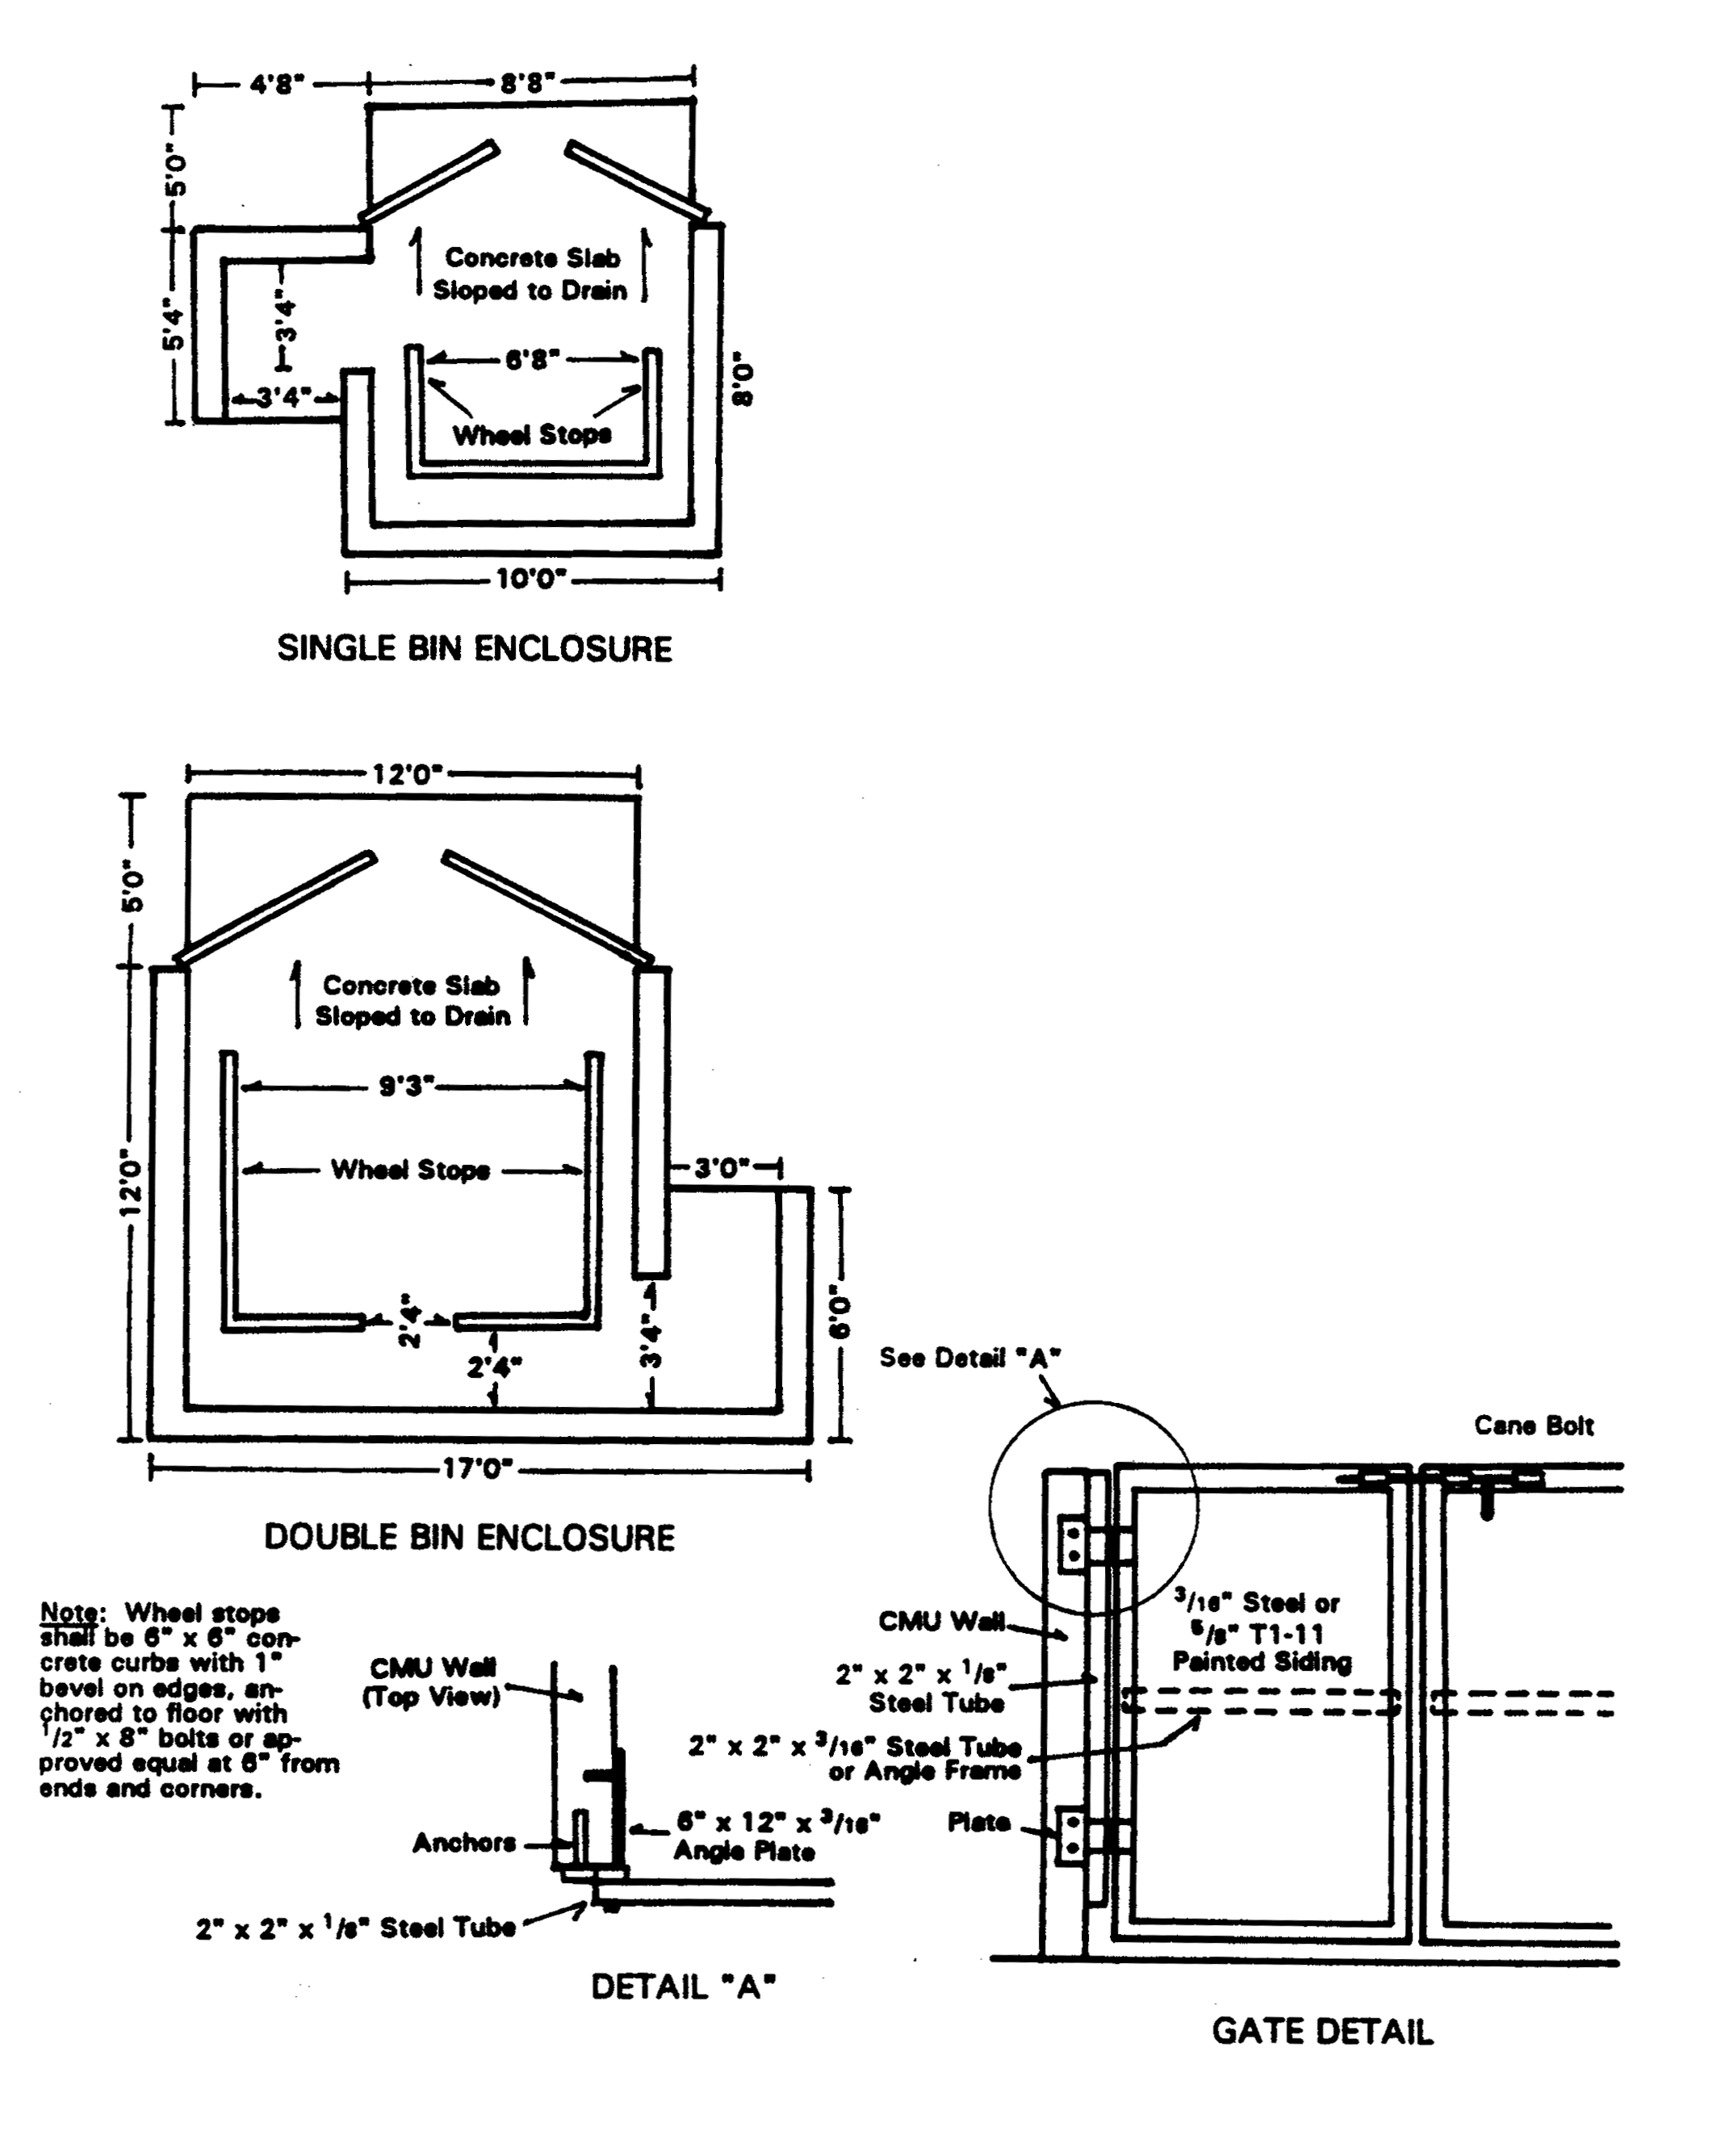 4'8" 8'8"
5'0"
Concrete Slab
Sloped to Drain
5'4"
3'4"
6'8"
8'0"
3'4"
Wheel Stops
10'0"
SINGLE BIN ENCLOSURE
12'0"
5'0"
Concrete Slab
Sloped to Drain
9'3"
12'0"
Wheel Stops
3'0"
2'4"
2'4"
3'4"
6'0"
17'0"
DOUBLE BIN ENCLOSURE
See Detail "A"
Cane Bolt
Note: Wheel stops
shall be 6" x 6" con-
crete curbs with 1"
bevel on edges, an-
chored to floor with
1/2" x 8" bolts or ap-
proved equal at 6" from
ends and corners.
CMU Wall
(Top View)
Anchors
6" x 12" x 3/16"
Angle Plate
2" x 2" x 1/8" Steel Tube
DETAIL "A"
3/16" Steel or
5/8" T1-11
Painted Siding
CMU Wall
2" x 2" x 1/8"
Steel Tube
2" x 2" x 3/16" Steel Tube
or Angle Frame
Plate
GATE DETAIL